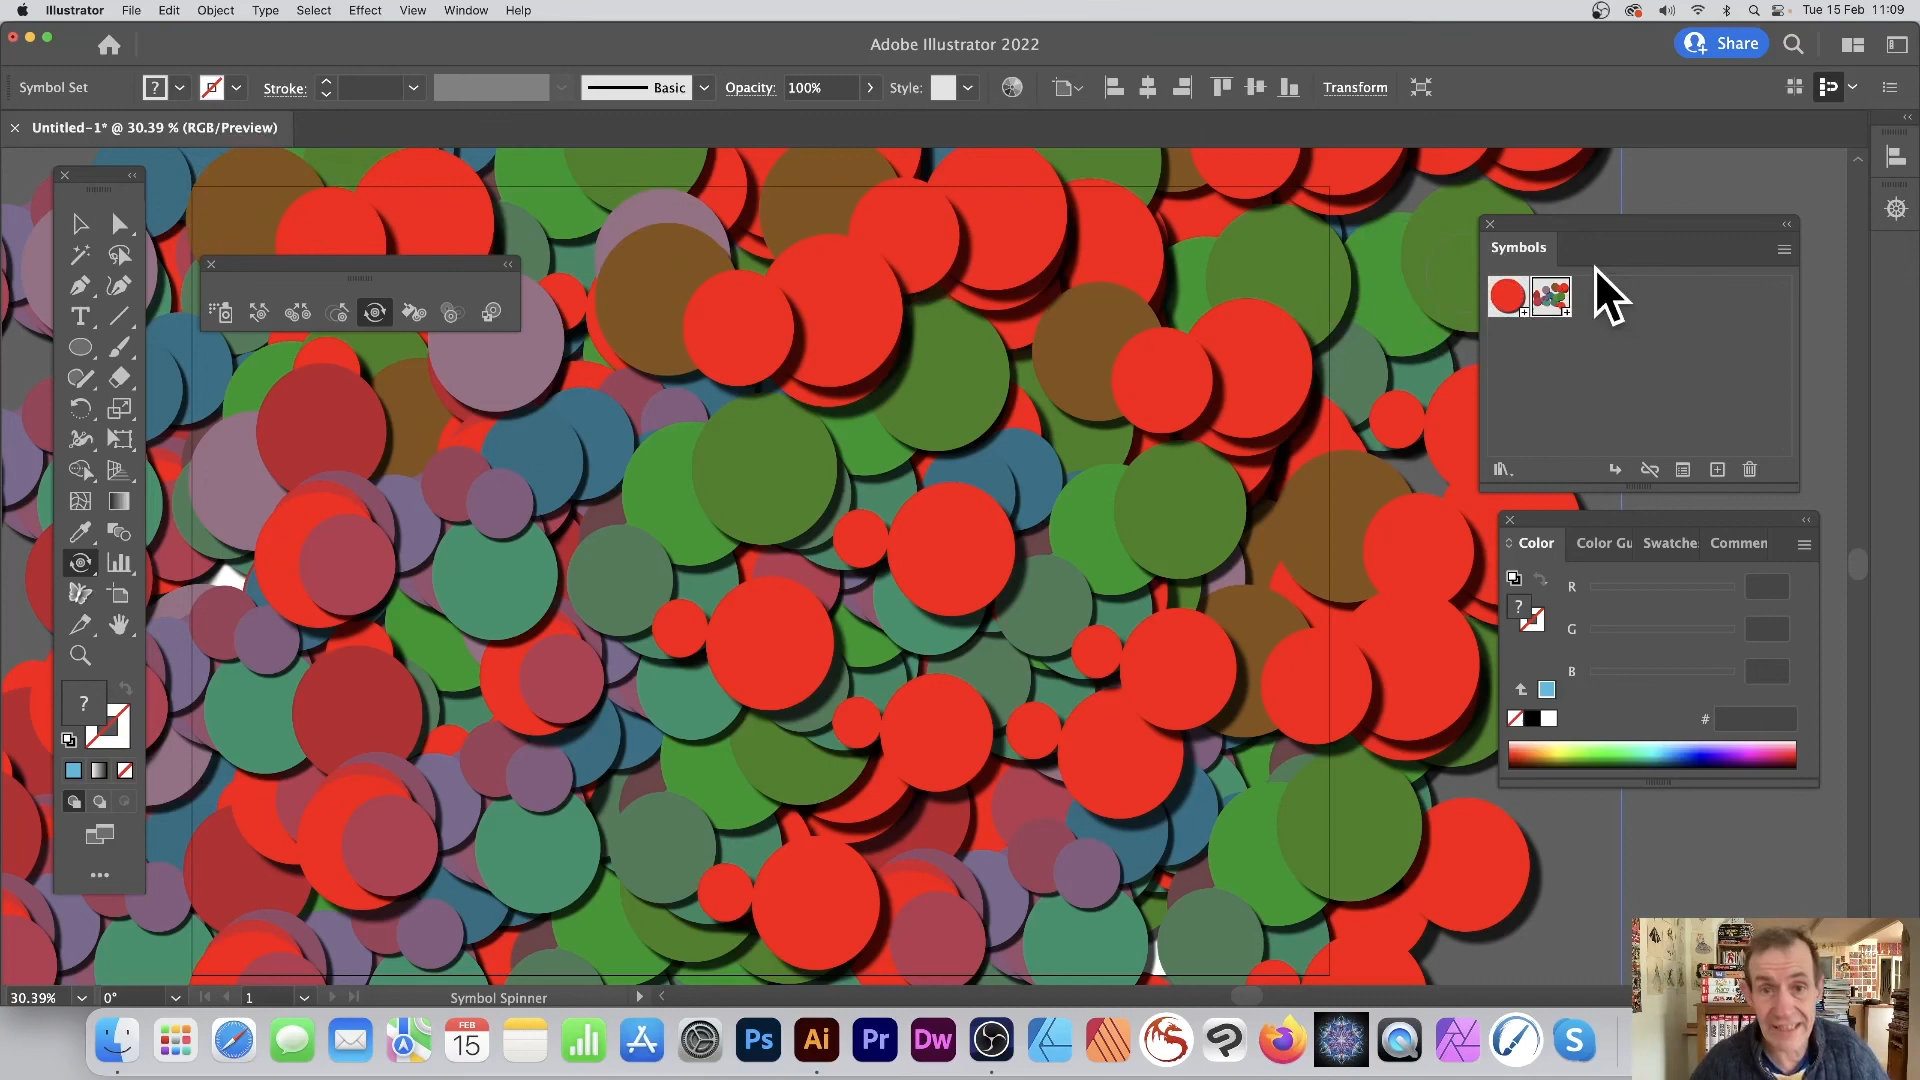 Illustrator File Edit Object Type Select Effect View Window Help Tue 15 Feb 11:09
Adobe Illustrator 2022 Share
Symbol Set ? Stroke: Basic Opacity: 100% Style: Transform
Untitled-1* @ 30.39 % (RGB/Preview)
Symbols
Color Color Gu Swatche Commen
R
? G
B
#
?
30.39% 0° 1 Symbol Spinner
FEB
15
Ps Ai Pr Dw